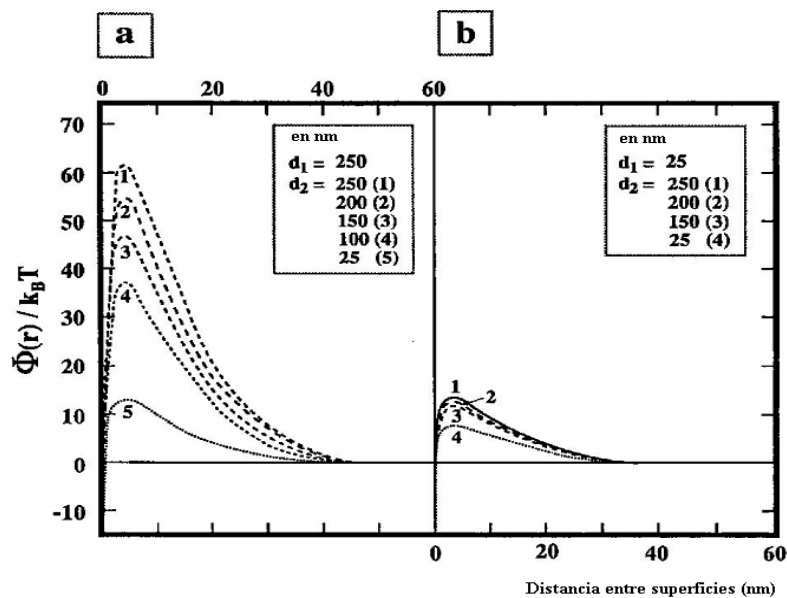 a
b
0 20 40 60
70
60
50
40
30
20
10
0
-10
Φ(r) / kBT
en nm
d1 = 250
d2 = 250 (1)
200 (2)
150 (3)
100 (4)
25 (5)
1
2
3
4
5
en nm
d1 = 25
d2 = 250 (1)
200 (2)
150 (3)
25 (4)
1
2
3
4
0 20 40 60
Distancia entre superficies (nm)